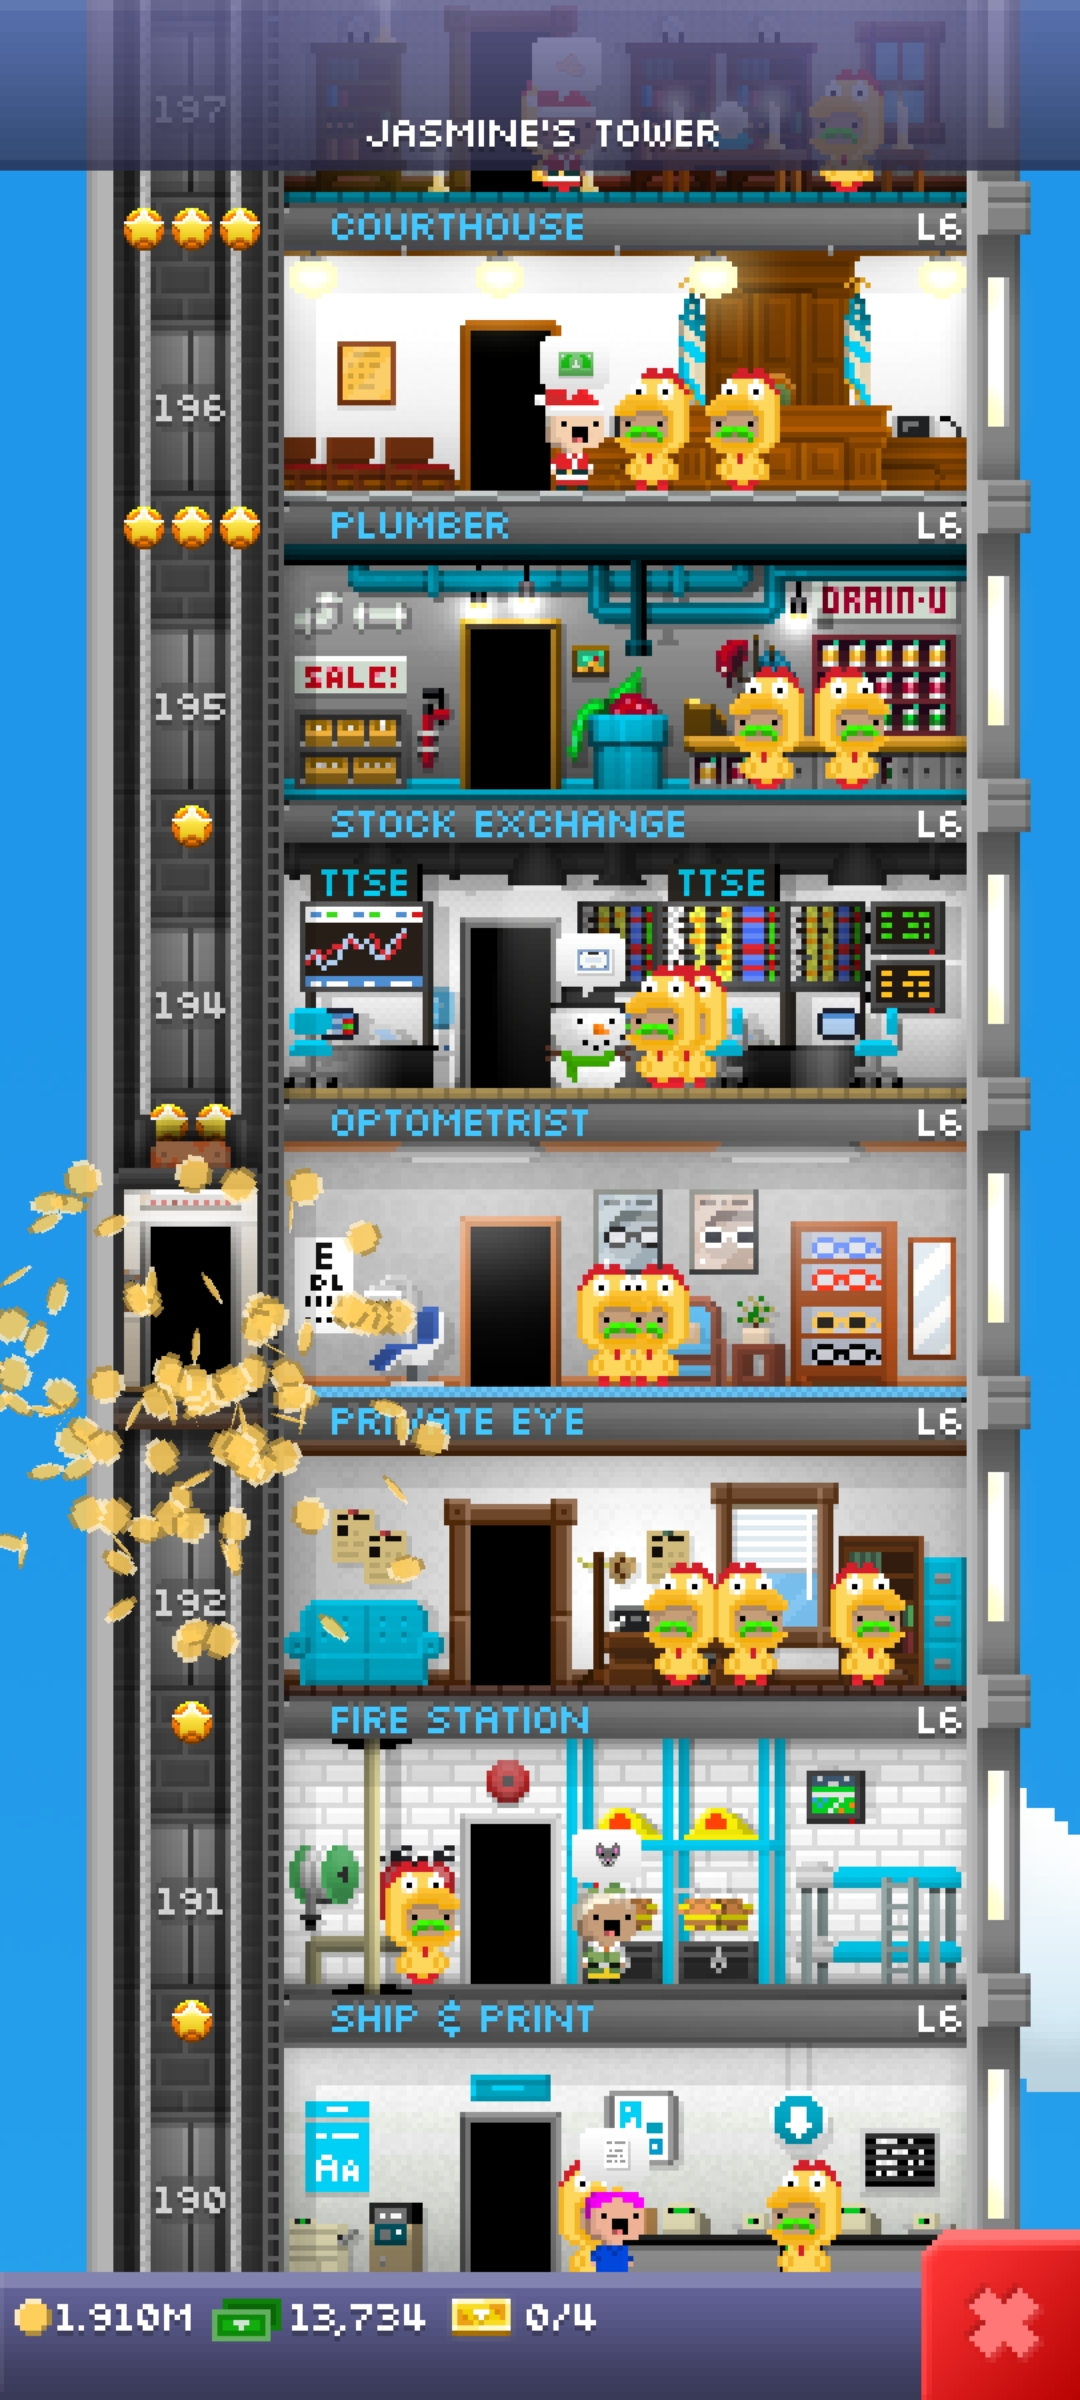 197
JASMINE'S TOWER
COURTHOUSE L6
196
PLUMBER L6
DRAIN-U
SALE!
195
STOCK EXCHANGE L6
TTSE TTSE
194
OPTOMETRIST L6
E
DL
PRIVATE EYE L6
192
FIRE STATION L6
191
SHIP & PRINT L6
A
Aa
190
1.910M 13,734 0/4